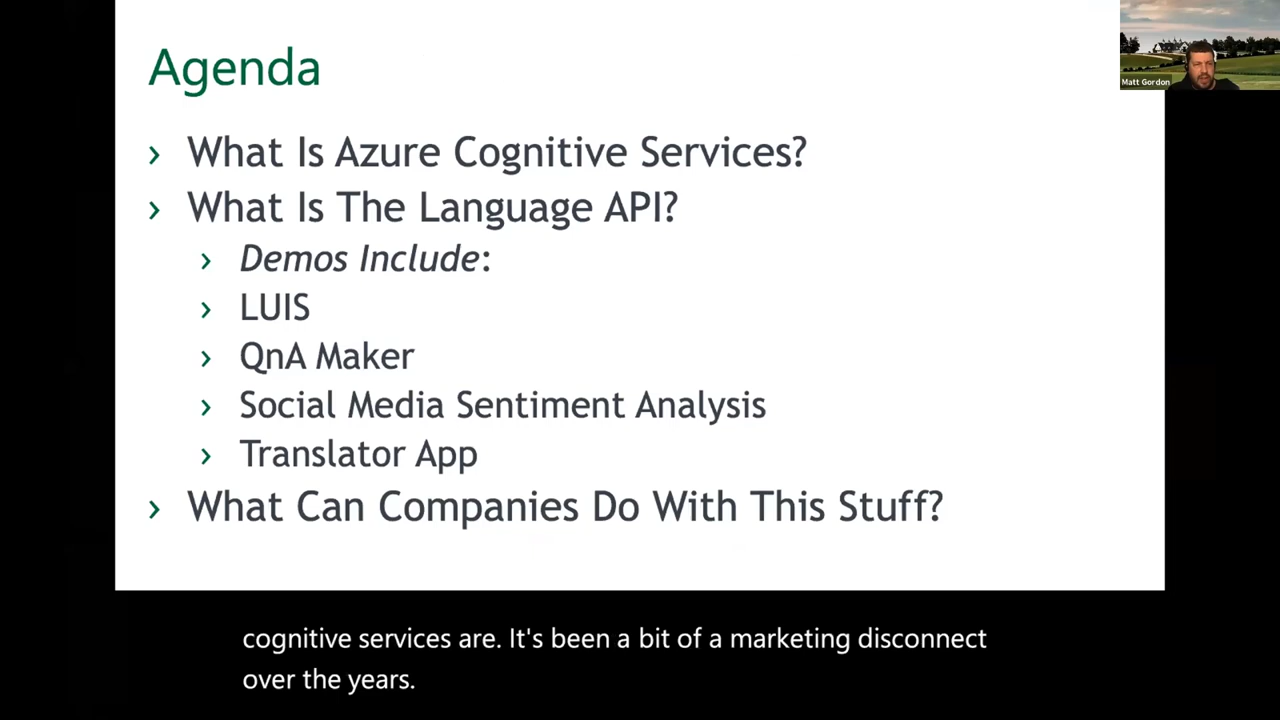 Agenda
Matt Gordon
› What Is Azure Cognitive Services?
› What Is The Language API?
› Demos Include:
› LUIS
› QnA Maker
› Social Media Sentiment Analysis
› Translator App
› What Can Companies Do With This Stuff?
cognitive services are. It's been a bit of a marketing disconnect
over the years.